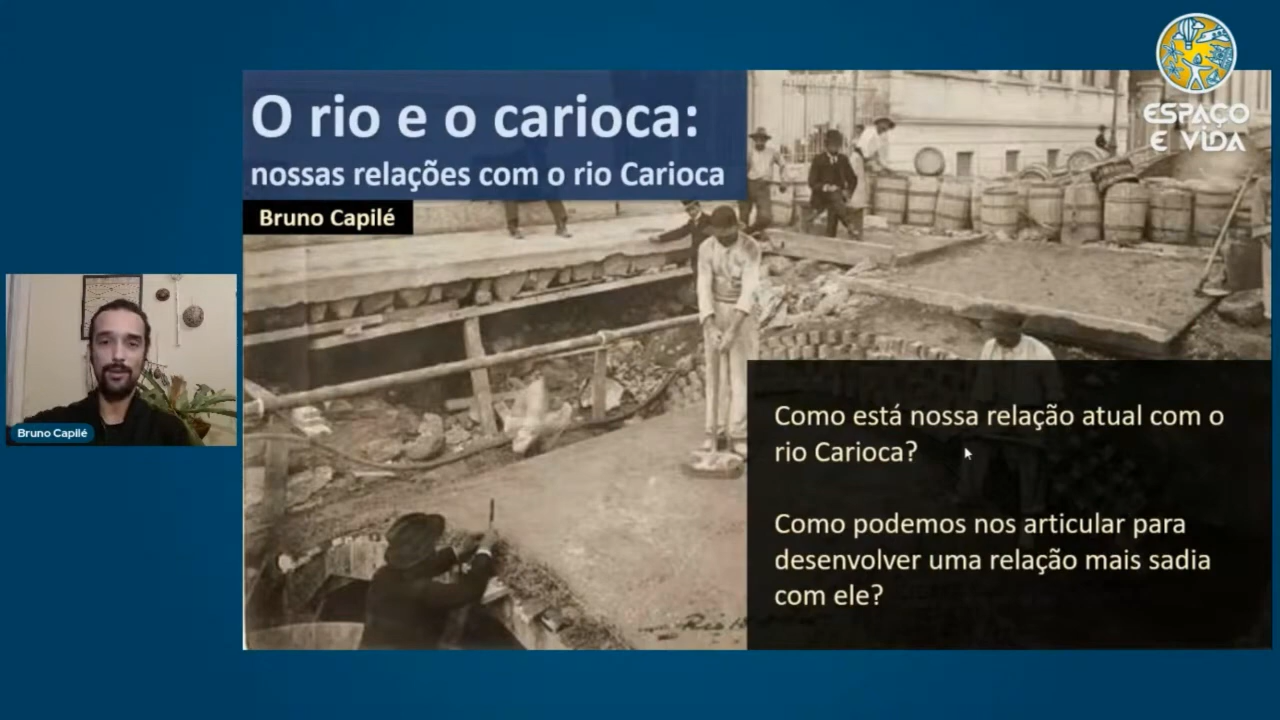 ESPAÇO
E VIDA
O rio e o carioca:
nossas relações com o rio Carioca
Bruno Capilé
Bruno Capilé
Como está nossa relação atual com o
rio Carioca?
Como podemos nos articular para
desenvolver uma relação mais sadia
com ele?